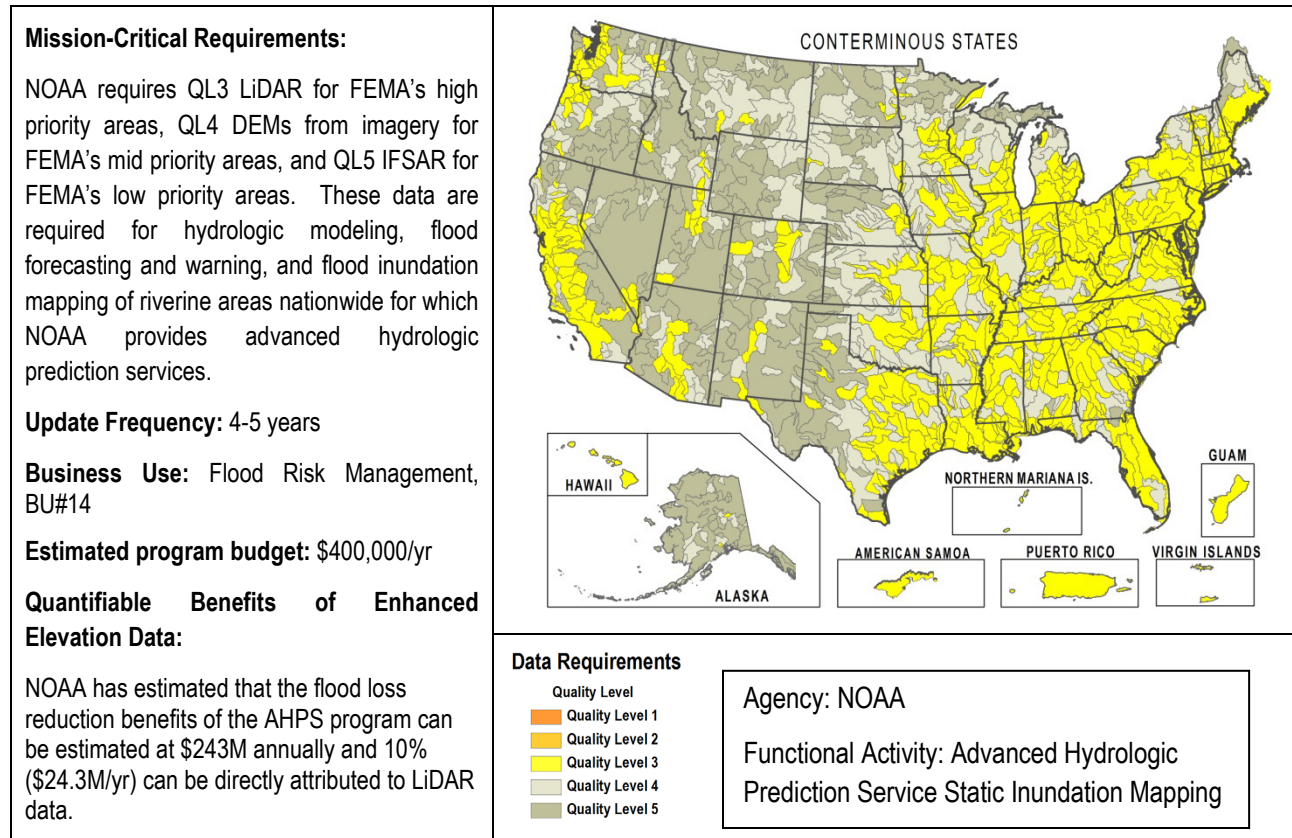 Mission-Critical Requirements:
NOAA requires QL3 LiDAR for FEMA's high
priority areas, QL4 DEMs from imagery for
FEMA's mid priority areas, and QL5 IFSAR for
FEMA's low priority areas. These data are
required for hydrologic modeling, flood
forecasting and warning, and flood inundation
mapping of riverine areas nationwide for which
NOAA provides advanced hydrologic
prediction services.
Update Frequency: 4-5 years
Business Use: Flood Risk Management,
BU#14
Estimated program budget: $400,000/yr
Quantifiable Benefits of Enhanced
Elevation Data:
NOAA has estimated that the flood loss
reduction benefits of the AHPS program can
be estimated at $243M annually and 10%
($24.3M/yr) can be directly attributed to LiDAR
data.
CONTERMINOUS STATES
HAWAII
ALASKA
NORTHERN MARIANA IS.
GUAM
AMERICAN SAMOA
PUERTO RICO
VIRGIN ISLANDS
Data Requirements
Quality Level
Quality Level 1
Quality Level 2
Quality Level 3
Quality Level 4
Quality Level 5
Agency: NOAA
Functional Activity: Advanced Hydrologic
Prediction Service Static Inundation Mapping